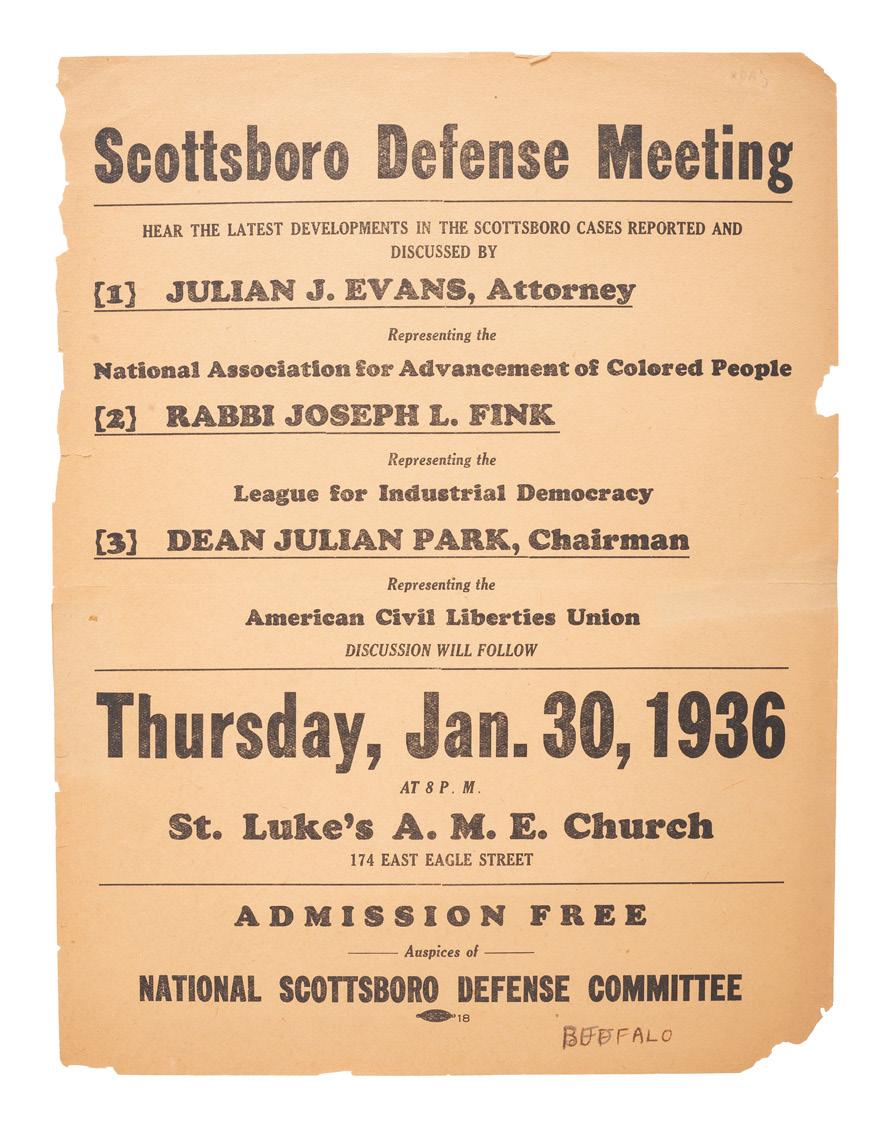 Scottsboro Defense Meeting
HEAR THE LATEST DEVELOPMENTS IN THE SCOTTSBORO CASES REPORTED AND
DISCUSSED BY
[1] JULIAN J. EVANS, Attorney
Representing the
National Association for Advancement of Colored People
[2] RABBI JOSEPH L. FINK
Representing the
League for Industrial Democracy
[3] DEAN JULIAN PARK, Chairman
Representing the
American Civil Liberties Union
DISCUSSION WILL FOLLOW
Thursday, Jan. 30, 1936
AT 8 P. M.
St. Luke's A. M. E. Church
174 EAST EAGLE STREET
ADMISSION FREE
Auspices of
NATIONAL SCOTTSBORO DEFENSE COMMITTEE
18
BUFFALO